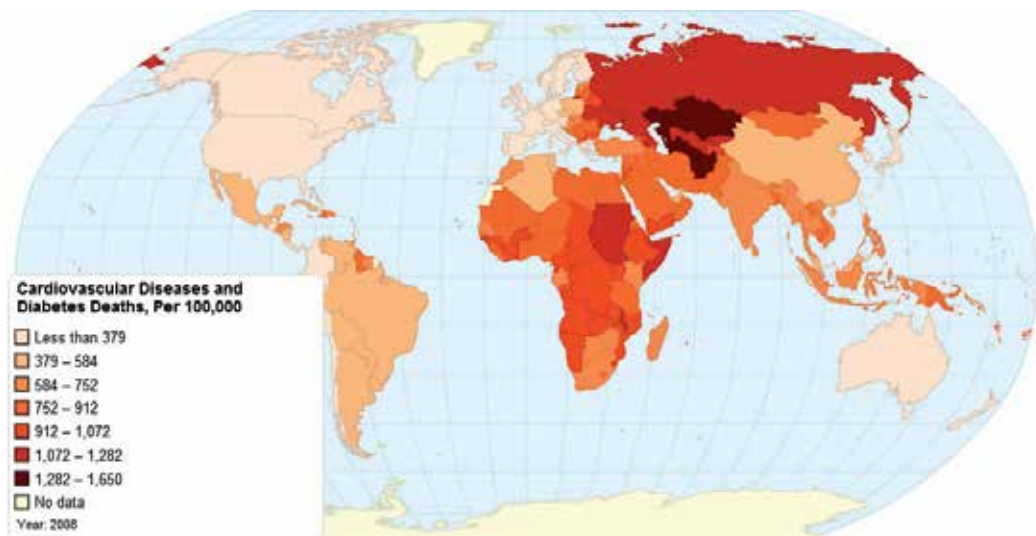 Cardiovascular Diseases and
Diabetes Deaths, Per 100,000
Less than 379
379 – 584
584 – 752
752 – 912
912 – 1,072
1,072 – 1,282
1,282 – 1,650
No data
Year: 2008